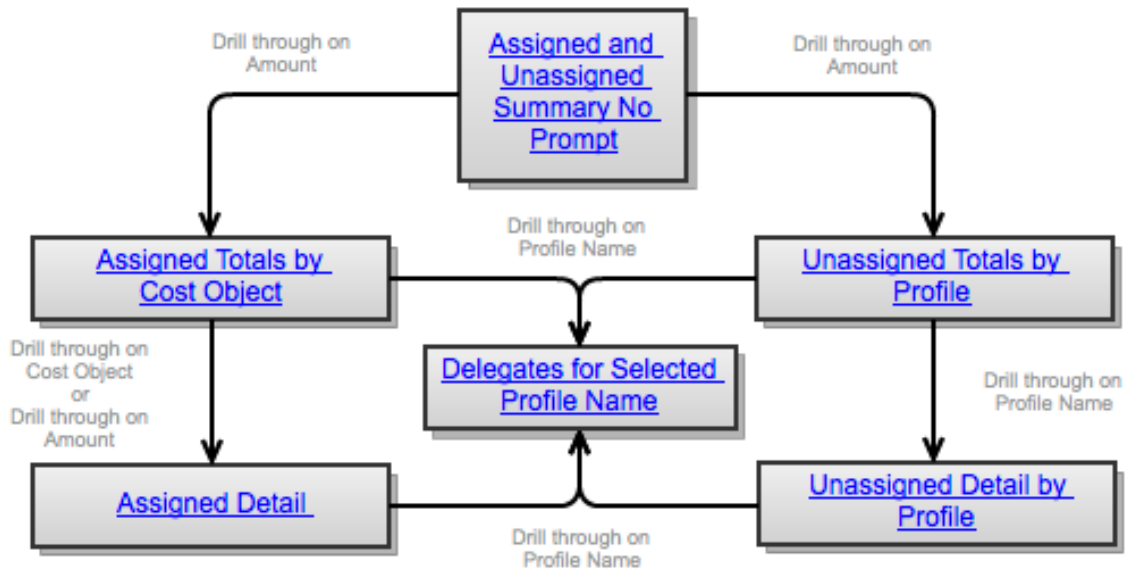 Drill through on
Amount
Assigned and
Unassigned
Summary No
Prompt
Drill through on
Amount
Drill through on
Profile Name
Assigned Totals by
Cost Object
Unassigned Totals by
Profile
Drill through on
Cost Object
or
Drill through on
Amount
Delegates for Selected
Profile Name
Drill through on
Profile Name
Assigned Detail
Unassigned Detail by
Profile
Drill through on
Profile Name